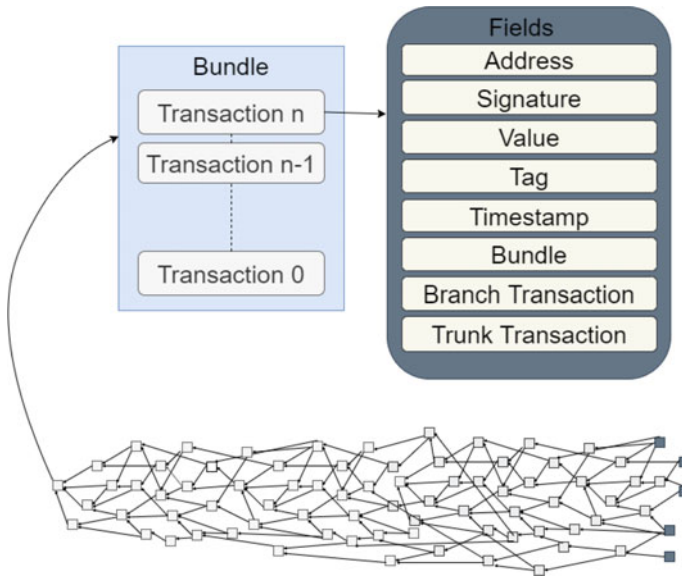 Bundle
Transaction n
Transaction n-1
Transaction 0
Fields
Address
Signature
Value
Tag
Timestamp
Bundle
Branch Transaction
Trunk Transaction